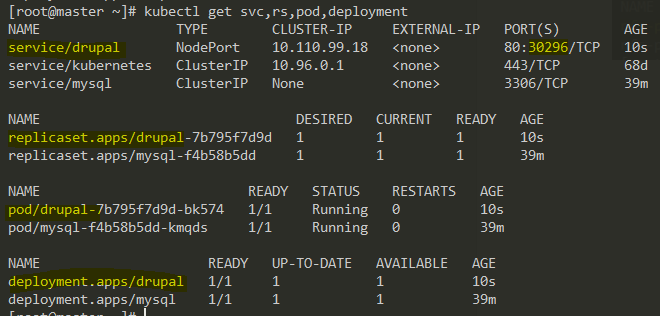 [root@master ~]# kubectl get svc,rs,pod,deployment
NAME TYPE CLUSTER-IP EXTERNAL-IP PORT(S) AGE
service/drupal NodePort 10.110.99.18 <none> 80:30296/TCP 10s
service/kubernetes ClusterIP 10.96.0.1 <none> 443/TCP 68d
service/mysql ClusterIP None <none> 3306/TCP 39m
NAME DESIRED CURRENT READY AGE
replicaset.apps/drupal-7b795f7d9d 1 1 1 10s
replicaset.apps/mysql-f4b58b5dd 1 1 1 39m
NAME READY STATUS RESTARTS AGE
pod/drupal-7b795f7d9d-bk574 1/1 Running 0 10s
pod/mysql-f4b58b5dd-kmqds 1/1 Running 0 39m
NAME READY UP-TO-DATE AVAILABLE AGE
deployment.apps/drupal 1/1 1 1 10s
deployment.apps/mysql 1/1 1 1 39m
[root@master ~]#